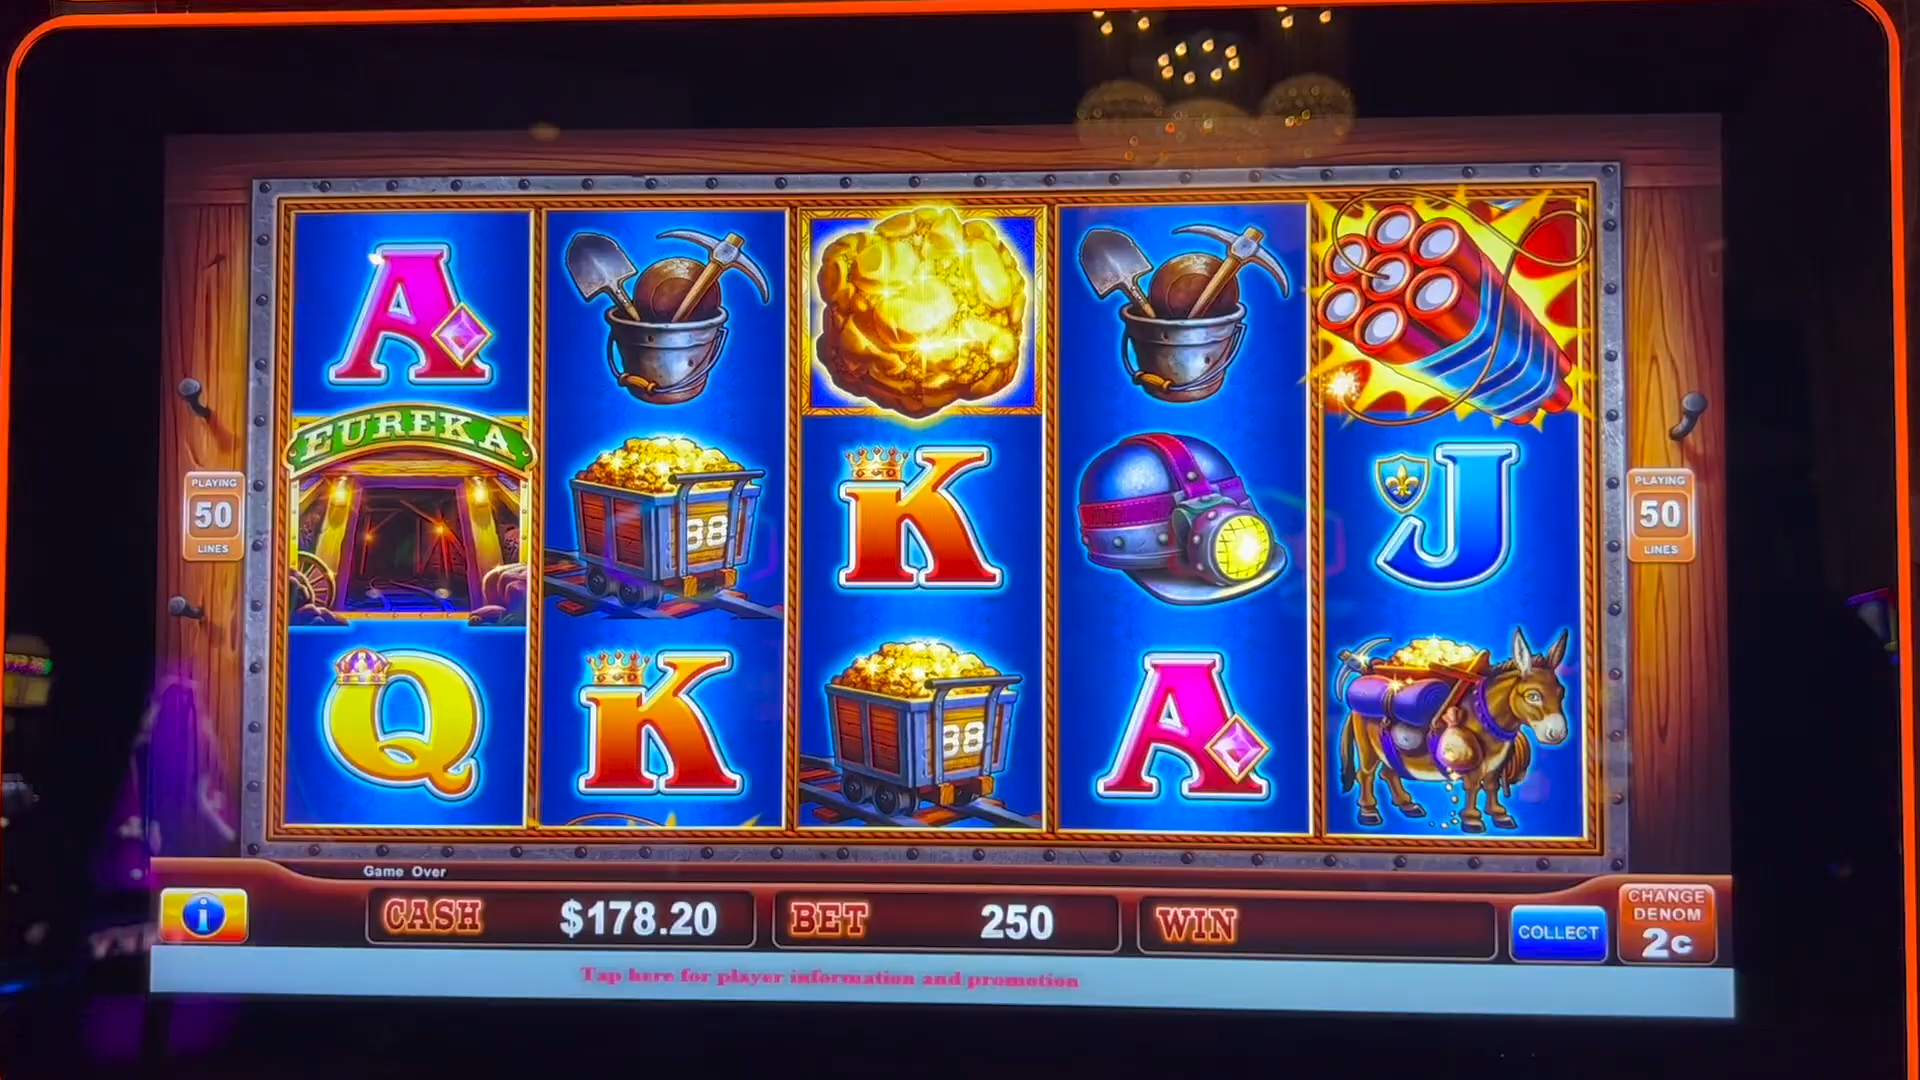 A
EUREKA
PLAYING
50
LINES
88
K
J
PLAYING
50
LINES
Q
K
88
A
Game Over
i
CASH $178.20
BET 250
WIN
COLLECT
CHANGE
DENOM
2c
Tap here for player information and promotion